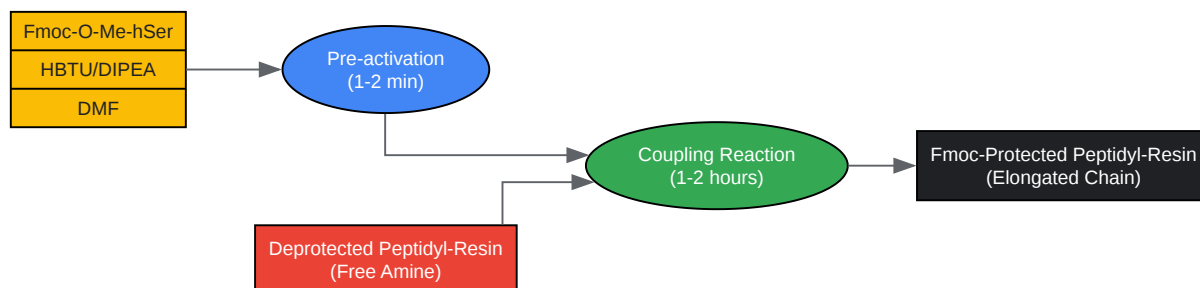 Fmoc-O-Me-hSer
HBTU/DIPEA
DMF
Pre-activation
(1-2 min)
Coupling Reaction
(1-2 hours)
Fmoc-Protected Peptidyl-Resin
(Elongated Chain)
Deprotected Peptidyl-Resin
(Free Amine)